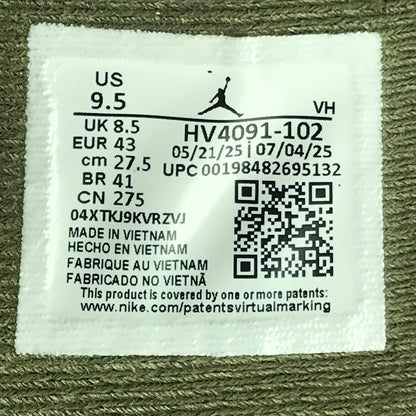 US
9.5
VH
UK 8.5
HV4091-102
EUR 43
05/21/25 | 07/04/25
cm 27.5
UPC 00198482695132
BR 41
CN 275
04XTKJ9KVRZVJ
MADE IN VIETNAM
HECHO EN VIETNAM
FABRIQUE AU VIETNAM
FABRICADO NO VIETNÃ
This product is covered by one or more patents:
www.nike.com/patentsvirtualmarking